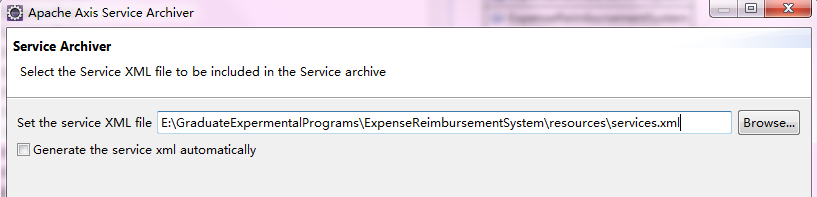 Apache Axis Service Archiver
Service Archiver
Select the Service XML file to be included in the Service archive
Set the service XML file E:\GraduateExpermentalPrograms\ExpenseReimbursementSystem\resources\services.xml Browse...
Generate the service xml automatically